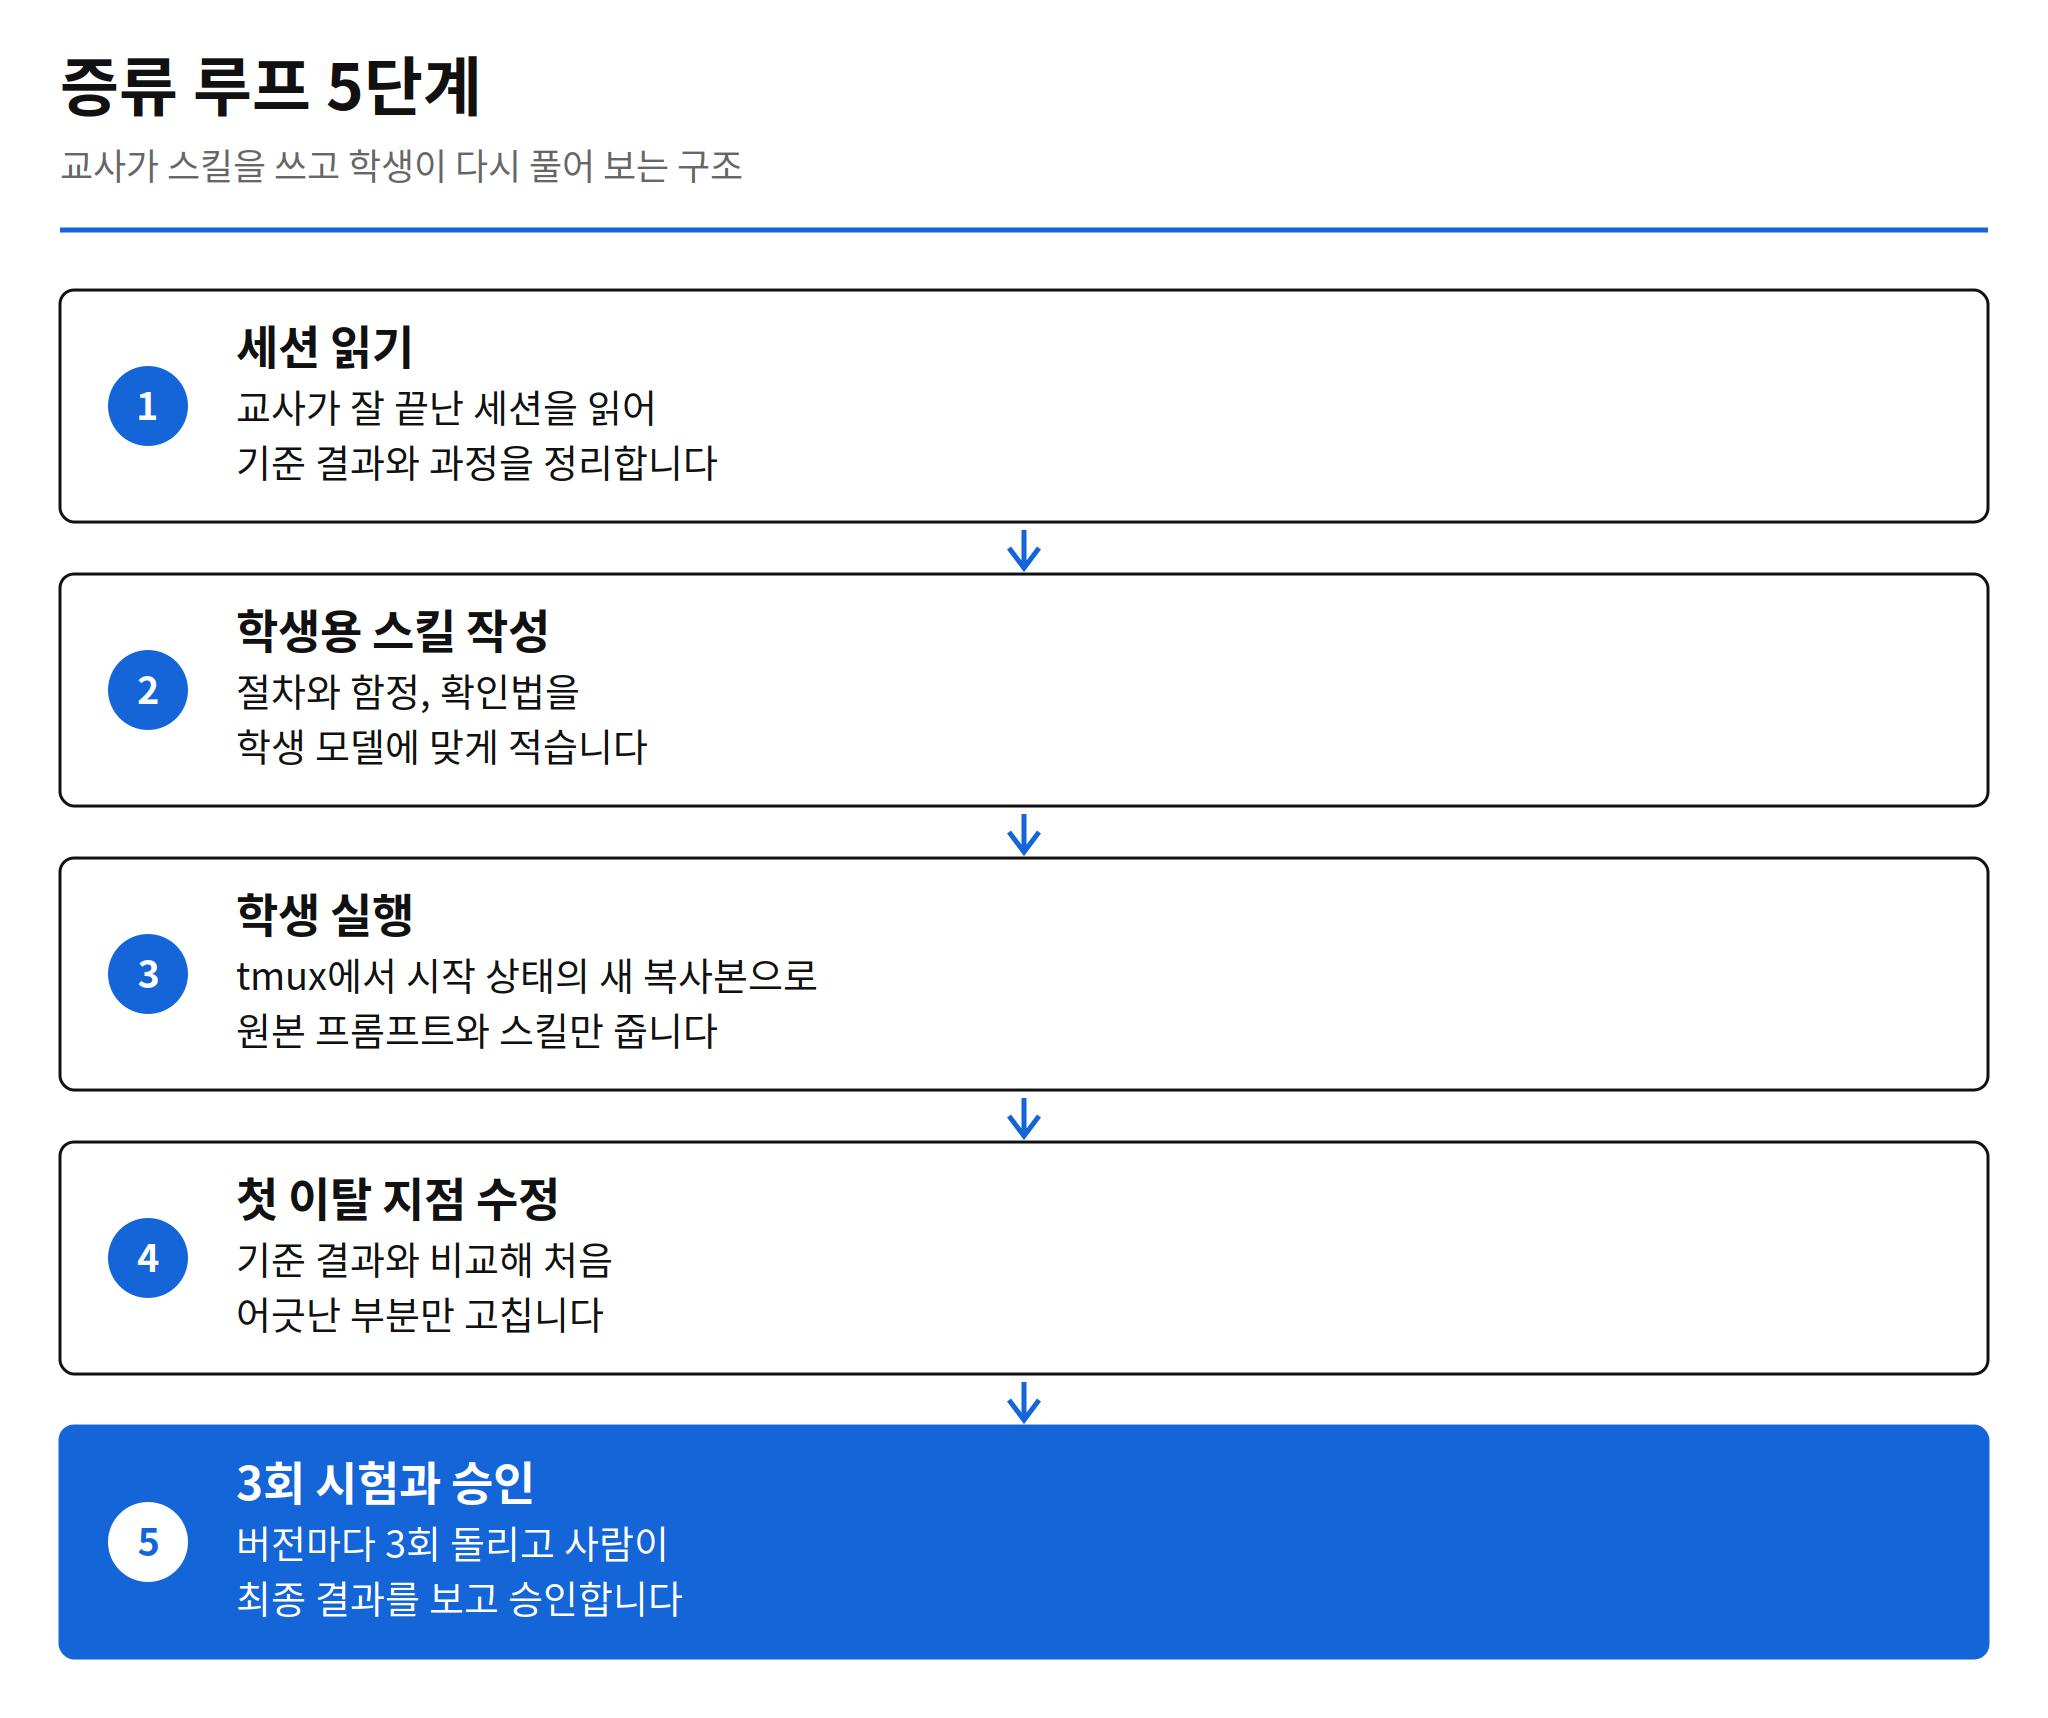 증류 루프 5단계
교사가 스킬을 쓰고 학생이 다시 풀어 보는 구조
세션 읽기
1
교사가 잘 끝난 세션을 읽어
기준 결과와 과정을 정리합니다
학생용 스킬 작성
2
절차와 함정, 확인법을
학생 모델에 맞게 적습니다
학생 실행
3
tmux에서 시작 상태의 새 복사본으로
원본 프롬프트와 스킬만 줍니다
첫 이탈 지점 수정
4
기준 결과와 비교해 처음
어긋난 부분만 고칩니다
3회 시험과 승인
5
버전마다 3회 돌리고 사람이
최종 결과를 보고 승인합니다